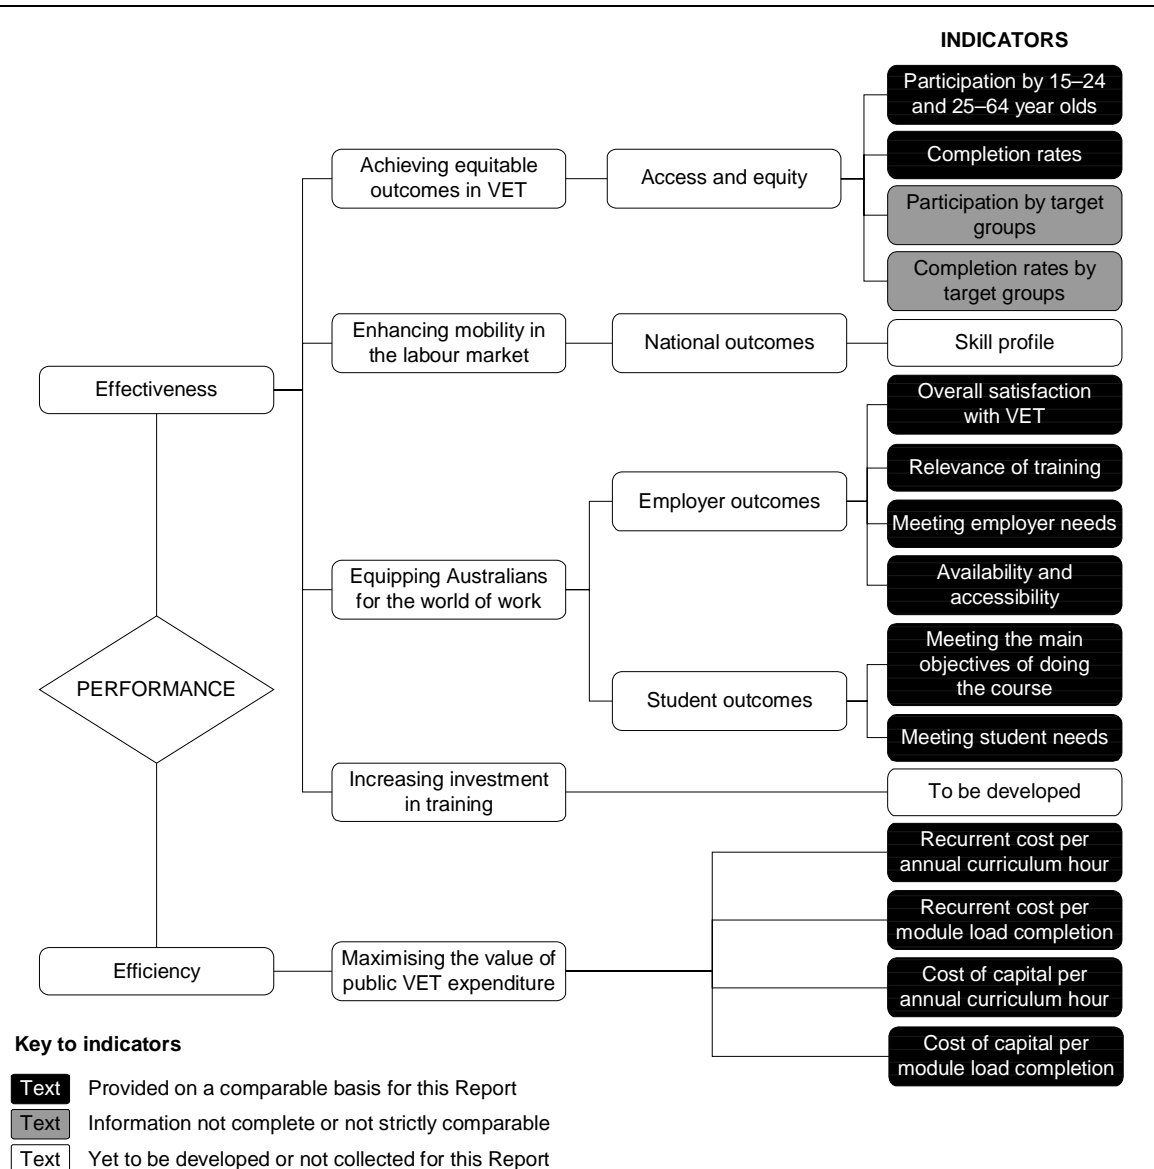 INDICATORS
Participation by 15–24
and 25–64 year olds
Achieving equitable
outcomes in VET
Access and equity
Completion rates
Participation by target
groups
Completion rates by
target groups
Enhancing mobility in
the labour market
National outcomes
Skill profile
Effectiveness
Overall satisfaction
with VET
Relevance of training
Employer outcomes
Meeting employer needs
Equipping Australians
for the world of work
Availability and
accessibility
Meeting the main
objectives of doing
the course
PERFORMANCE
Student outcomes
Meeting student needs
Increasing investment
in training
To be developed
Recurrent cost per
annual curriculum hour
Recurrent cost per
module load completion
Efficiency
Maximising the value of
public VET expenditure
Cost of capital per
annual curriculum hour
Cost of capital per
module load completion
Key to indicators
Text Provided on a comparable basis for this Report
Text Information not complete or not strictly comparable
Text Yet to be developed or not collected for this Report